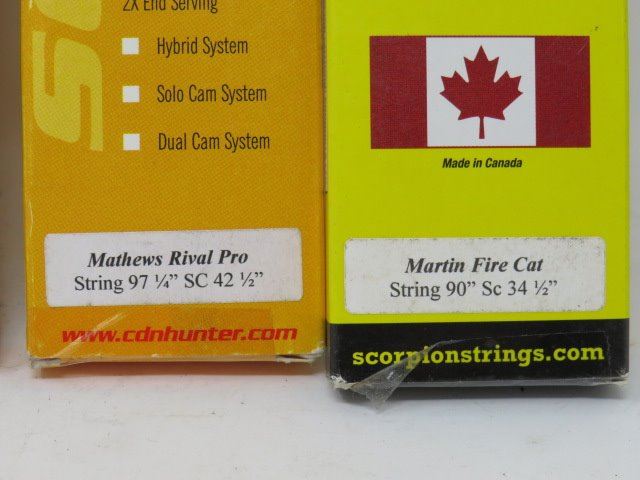 2X End Serving
Hybrid System
Solo Cam System
Dual Cam System
Mathews Rival Pro
String 97 ¼” SC 42 ½”
www.cdnhunter.com
Made in Canada
Martin Fire Cat
String 90” Sc 34 ½”
scorpionstrings.com